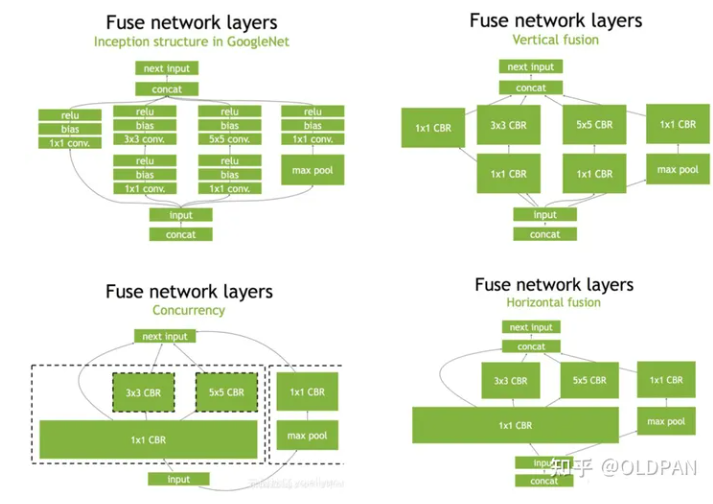 Fuse network layers
Inception structure in GoogleNet
next input
concat
relu relu relu relu
bias bias bias bias
1x1 conv. 3x3 conv. 5x5 conv. 1x1 conv.
relu relu
bias bias max pool
1x1 conv. 1x1 conv.
input
concat
Fuse network layers
Vertical fusion
next input
concat
1x1 CBR 3x3 CBR 5x5 CBR 1x1 CBR
1x1 CBR 1x1 CBR max pool
input
concat
Fuse network layers
Concurrency
next input
3x3 CBR 5x5 CBR 1x1 CBR
1x1 CBR max pool
input
Fuse network layers
Horizontal fusion
next input
concat
3x3 CBR 5x5 CBR 1x1 CBR
1x1 CBR max pool
input
concat
知乎 @OLDPAN